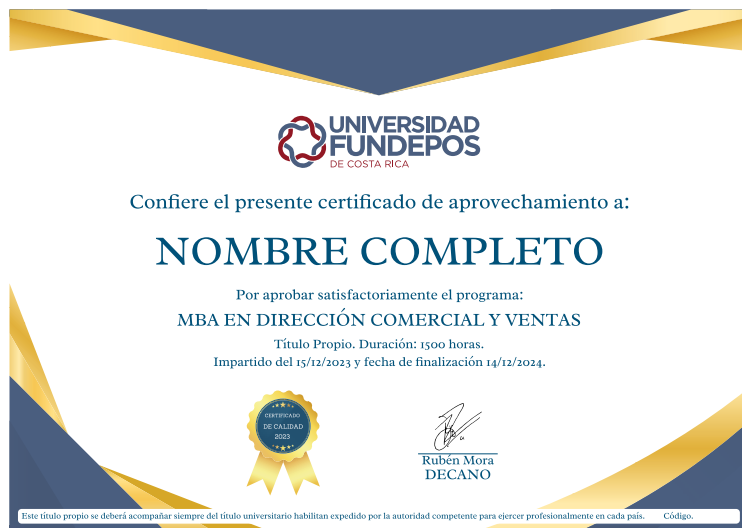 UNIVERSIDAD
FUNDEPOS
DE COSTA RICA
Confiere el presente certificado de aprovechamiento a:
NOMBRE COMPLETO
Por aprobar satisfactoriamente el programa:
MBA EN DIRECCIÓN COMERCIAL Y VENTAS
Título Propio. Duración: 1500 horas.
Impartido del 15/12/2023 y fecha de finalización 14/12/2024.
CERTIFICADO
DE CALIDAD
2023
Rubén Mora
DECANO
Este título propio se deberá acompañar siempre del título universitario habilitan expedido por la autoridad competente para ejercer profesionalmente en cada país. Código.